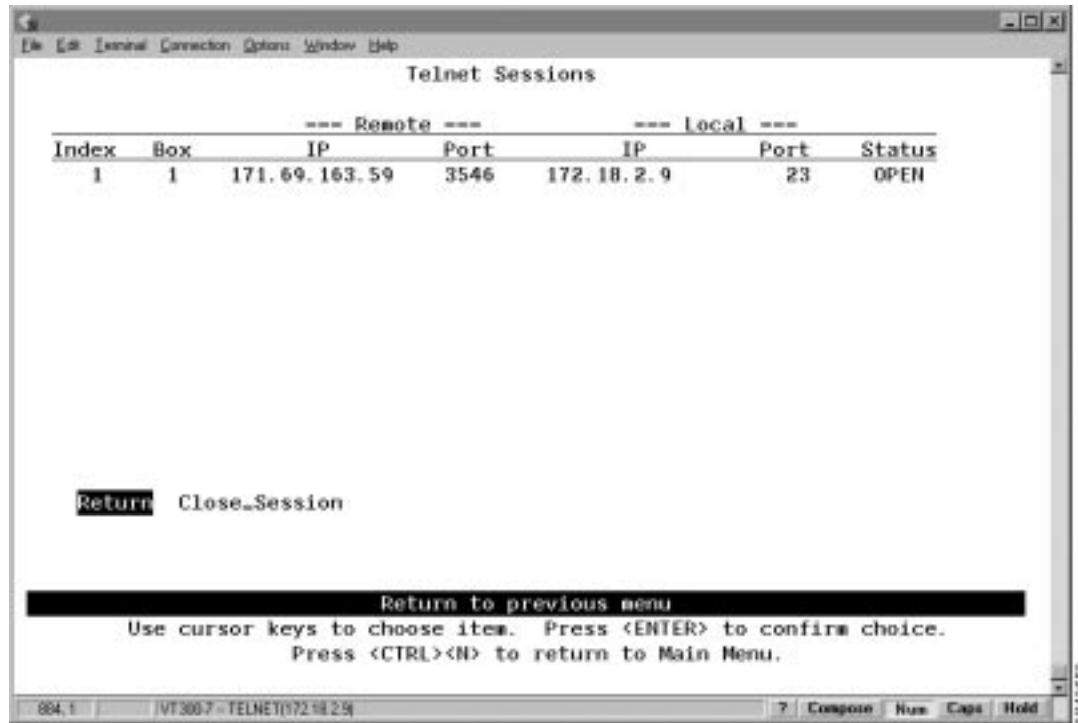 File Edit Terminal Connection Options Window Help
Telnet Sessions
--- Remote --- --- Local ---
Index Box IP Port IP Port Status
1 1 171.69.163.59 3546 172.18.2.9 23 OPEN
Return Close_Session
Return to previous menu
Use cursor keys to choose item. Press <ENTER> to confirm choice.
Press <CTRL><N> to return to Main Menu.
884,1 VT300-7 - TELNET(172.18.2.9) ? Compose Num Caps Hold